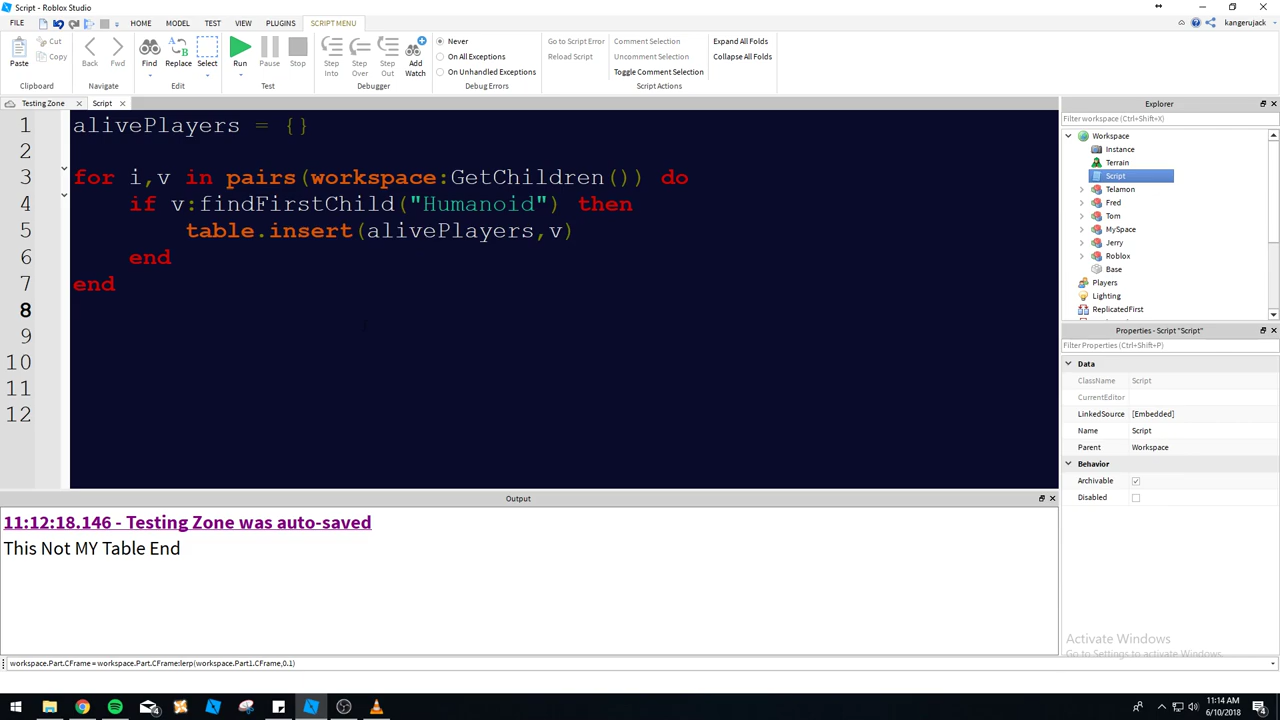 Script - Roblox Studio
FILE HOME MODEL TEST VIEW PLUGINS SCRIPT MENU kangerujack
Paste Cut Copy Back Fwd Find Replace Select Run Pause Stop Step Into Step Over Step Out Add Watch
Never Go to Script Error Comment Selection Expand All Folds
On All Exceptions Reload Script Uncomment Selection Collapse All Folds
On Unhandled Exceptions Toggle Comment Selection
Clipboard Navigate Edit Test Debugger Debug Errors Script Actions
Testing Zone Script
1 alivePlayers = {}
2
3 for i,v in pairs(workspace:GetChildren()) do
4 if v:findFirstChild("Humanoid") then
5 table.insert(alivePlayers,v)
6 end
7 end
8
9
10
11
12
Explorer
Filter workspace (Ctrl+Shift+X)
Workspace
Instance
Terrain
Script
Telamon
Fred
Tom
MySpace
Jerry
Roblox
Base
Players
Lighting
ReplicatedFirst
Properties - Script "Script"
Filter Properties (Ctrl+Shift+P)
Data
ClassName Script
CurrentEditor
LinkedSource [Embedded]
Name Script
Parent Workspace
Behavior
Archivable
Disabled
Output
11:12:18.146 - Testing Zone was auto-saved
This Not MY Table End
Activate Windows
Go to Settings to activate Windows.
workspace.Part.CFrame = workspace.Part.CFrame:lerp(workspace.Part1.CFrame,0.1)
11:14 AM
6/10/2018